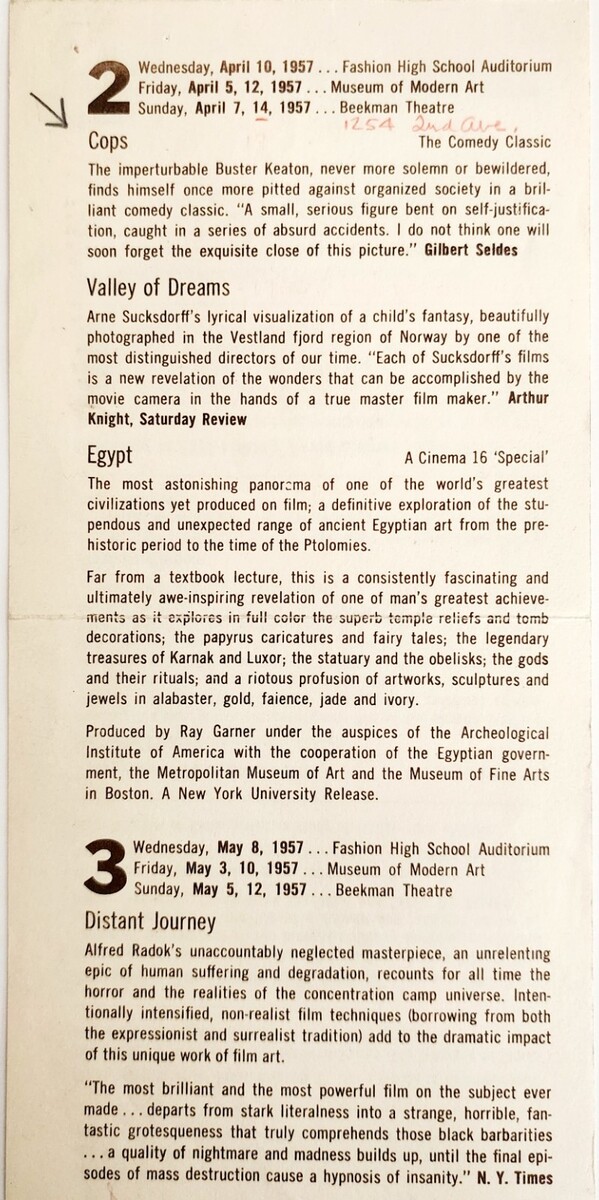 2 Wednesday, April 10, 1957 ... Fashion High School Auditorium
Friday, April 5, 12, 1957 ... Museum of Modern Art
Sunday, April 7, 14, 1957 ... Beekman Theatre
1254 2nd Ave.
Cops The Comedy Classic
The imperturbable Buster Keaton, never more solemn or bewildered,
finds himself once more pitted against organized society in a bril-
liant comedy classic. "A small, serious figure bent on self-justifica-
tion, caught in a series of absurd accidents. I do not think one will
soon forget the exquisite close of this picture." Gilbert Seldes
Valley of Dreams
Arne Sucksdorff's lyrical visualization of a child's fantasy, beautifully
photographed in the Vestland fjord region of Norway by one of the
most distinguished directors of our time. "Each of Sucksdorff's films
is a new revelation of the wonders that can be accomplished by the
movie camera in the hands of a true master film maker." Arthur
Knight, Saturday Review
Egypt A Cinema 16 'Special'
The most astonishing panorama of one of the world's greatest
civilizations yet produced on film; a definitive exploration of the stu-
pendous and unexpected range of ancient Egyptian art from the pre-
historic period to the time of the Ptolomies.
Far from a textbook lecture, this is a consistently fascinating and
ultimately awe-inspiring revelation of one of man's greatest achieve-
ments as it explores in full color the superb temple reliefs and tomb
decorations; the papyrus caricatures and fairy tales; the legendary
treasures of Karnak and Luxor; the statuary and the obelisks; the gods
and their rituals; and a riotous profusion of artworks, sculptures and
jewels in alabaster, gold, faience, jade and ivory.
Produced by Ray Garner under the auspices of the Archeological
Institute of America with the cooperation of the Egyptian govern-
ment, the Metropolitan Museum of Art and the Museum of Fine Arts
in Boston. A New York University Release.
3 Wednesday, May 8, 1957 ... Fashion High School Auditorium
Friday, May 3, 10, 1957 ... Museum of Modern Art
Sunday, May 5, 12, 1957 ... Beekman Theatre
Distant Journey
Alfred Radok's unaccountably neglected masterpiece, an unrelenting
epic of human suffering and degradation, recounts for all time the
horror and the realities of the concentration camp universe. Inten-
tionally intensified, non-realist film techniques (borrowing from both
the expressionist and surrealist tradition) add to the dramatic impact
of this unique work of film art.
"The most brilliant and the most powerful film on the subject ever
made ... departs from stark literalness into a strange, horrible, fan-
tastic grotesqueness that truly comprehends those black barbarities
... a quality of nightmare and madness builds up, until the final epi-
sodes of mass destruction cause a hypnosis of insanity." N. Y. Times